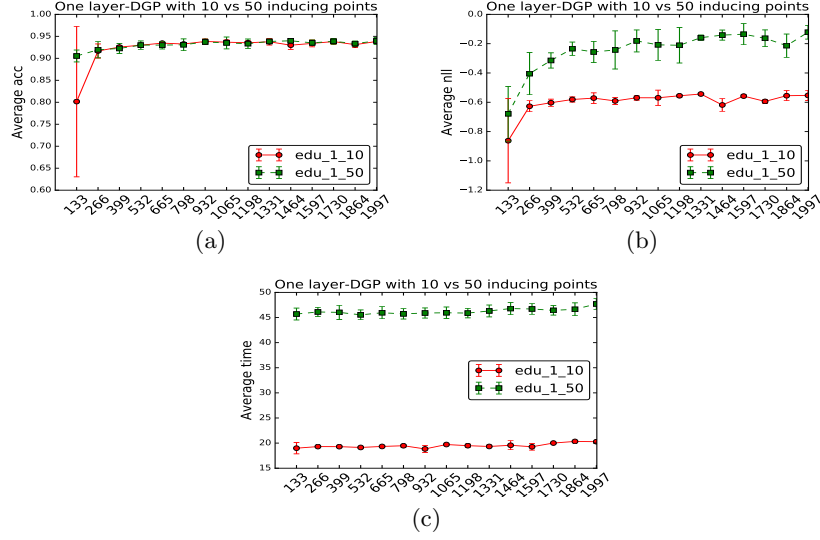 One layer-DGP with 10 vs 50 inducing points
Average acc
1.00
0.95
0.90
0.85
0.80
0.75
0.70
0.65
0.60
edu_1_10
edu_1_50
133 266 399 532 665 798 932 1065 1198 1331 1464 1597 1730 1864 1997
(a)
One layer-DGP with 10 vs 50 inducing points
Average nll
0.0
−0.2
−0.4
−0.6
−0.8
−1.0
−1.2
edu_1_10
edu_1_50
133 266 399 532 665 798 932 1065 1198 1331 1464 1597 1730 1864 1997
(b)
One layer-DGP with 10 vs 50 inducing points
Average time
50
45
40
35
30
25
20
15
edu_1_10
edu_1_50
133 266 399 532 665 798 932 1065 1198 1331 1464 1597 1730 1864 1997
(c)